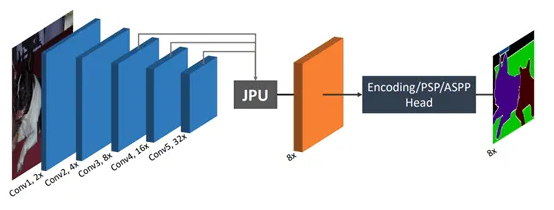 Conv1, 2x
Conv2, 4x
Conv3, 8x
Conv4, 16x
Conv5, 32x
JPU
8x
Encoding/PSP/ASPP
Head
8x